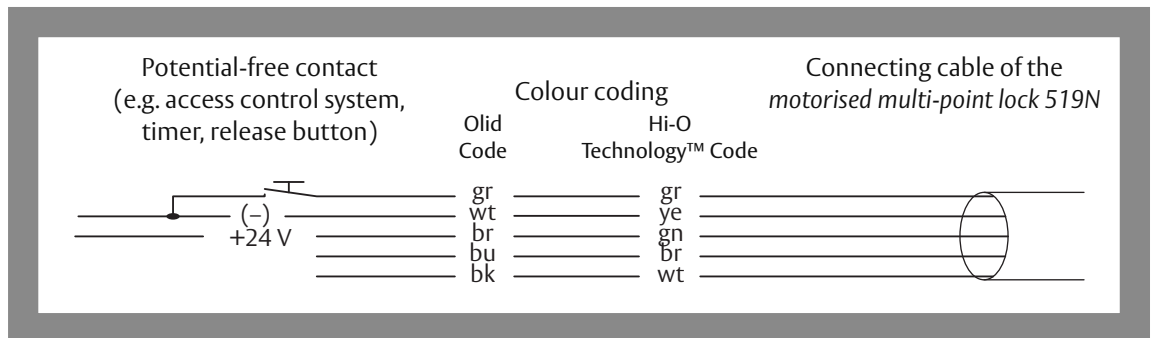 Potential-free contact
(e.g. access control system,
timer, release button)
Colour coding
Olid
Code
Hi-O
Technology™ Code
Connecting cable of the
motorised multi-point lock 519N
gr gr
(–) wt ye
+24 V br gn
bu br
bk wt